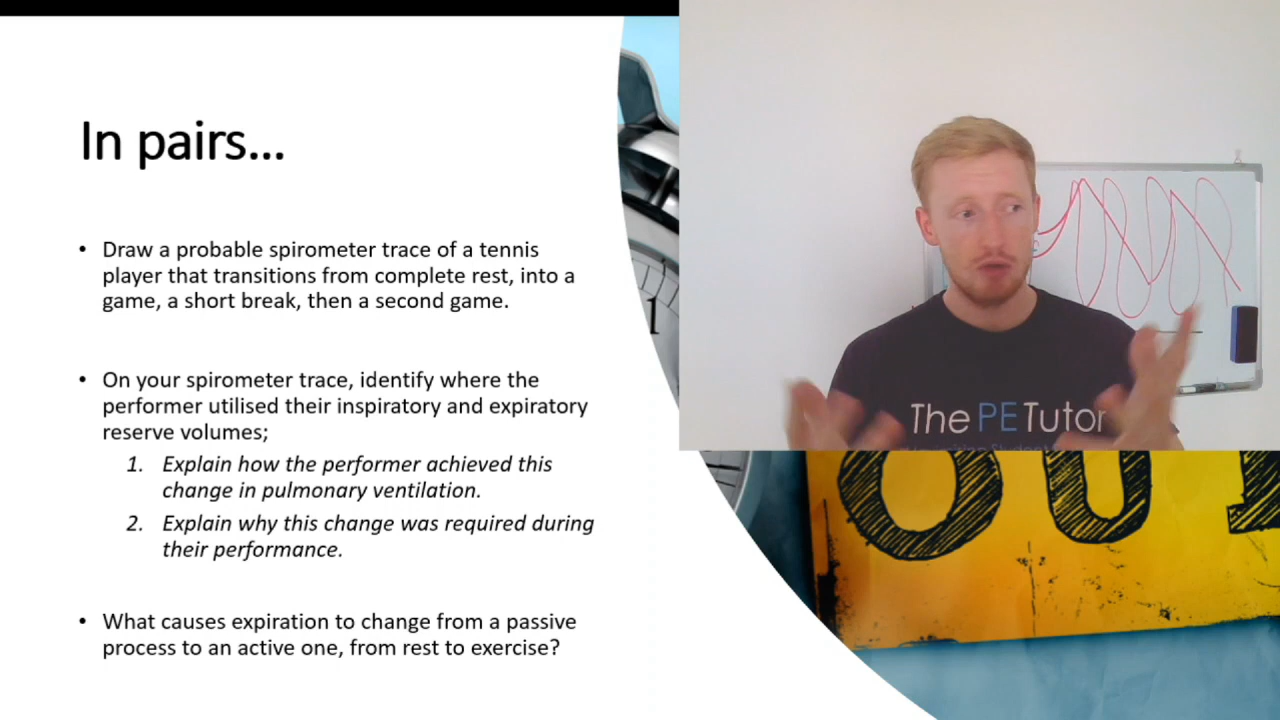 In pairs...
• Draw a probable spirometer trace of a tennis
player that transitions from complete rest, into a
game, a short break, then a second game.
• On your spirometer trace, identify where the
performer utilised their inspiratory and expiratory
reserve volumes;
1. Explain how the performer achieved this
change in pulmonary ventilation.
2. Explain why this change was required during
their performance.
• What causes expiration to change from a passive
process to an active one, from rest to exercise?
The PE Tutor
1